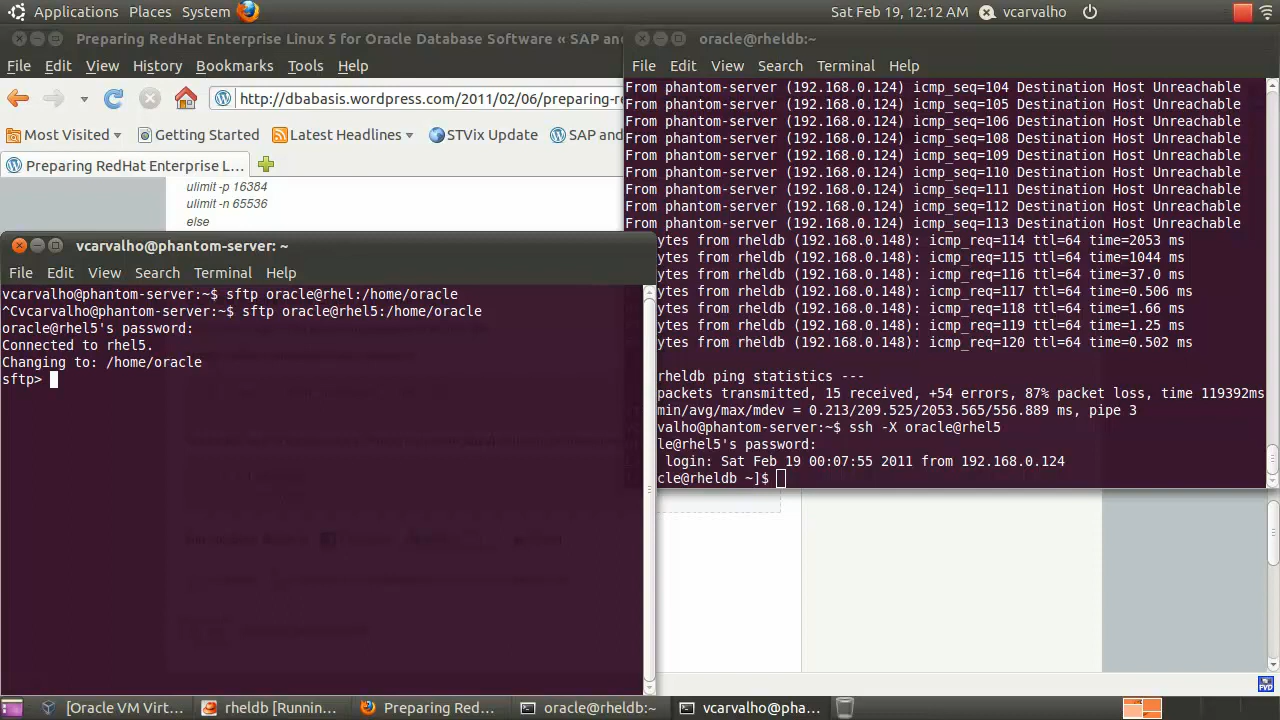 Applications Places System
Sat Feb 19, 12:12 AM vcarvalho
Preparing RedHat Enterprise Linux 5 for Oracle Database Software « SAP and
File Edit View History Bookmarks Tools Help
http://dbabasis.wordpress.com/2011/02/06/preparing-r
Most Visited Getting Started Latest Headlines STVix Update SAP and
Preparing RedHat Enterprise L...
ulimit -p 16384
ulimit -n 65536
else
oracle@rheldb:~
File Edit View Search Terminal Help
From phantom-server (192.168.0.124) icmp_seq=104 Destination Host Unreachable
From phantom-server (192.168.0.124) icmp_seq=105 Destination Host Unreachable
From phantom-server (192.168.0.124) icmp_seq=106 Destination Host Unreachable
From phantom-server (192.168.0.124) icmp_seq=108 Destination Host Unreachable
From phantom-server (192.168.0.124) icmp_seq=109 Destination Host Unreachable
From phantom-server (192.168.0.124) icmp_seq=110 Destination Host Unreachable
From phantom-server (192.168.0.124) icmp_seq=111 Destination Host Unreachable
From phantom-server (192.168.0.124) icmp_seq=112 Destination Host Unreachable
From phantom-server (192.168.0.124) icmp_seq=113 Destination Host Unreachable
ytes from rheldb (192.168.0.148): icmp_req=114 ttl=64 time=2053 ms
ytes from rheldb (192.168.0.148): icmp_req=115 ttl=64 time=1044 ms
ytes from rheldb (192.168.0.148): icmp_req=116 ttl=64 time=37.0 ms
ytes from rheldb (192.168.0.148): icmp_req=117 ttl=64 time=0.506 ms
ytes from rheldb (192.168.0.148): icmp_req=118 ttl=64 time=1.66 ms
ytes from rheldb (192.168.0.148): icmp_req=119 ttl=64 time=1.25 ms
ytes from rheldb (192.168.0.148): icmp_req=120 ttl=64 time=0.502 ms
rheldb ping statistics ---
packets transmitted, 15 received, +54 errors, 87% packet loss, time 119392ms
min/avg/max/mdev = 0.213/209.525/2053.565/556.889 ms, pipe 3
valho@phantom-server:~$ ssh -X oracle@rhel5
le@rhel5's password:
login: Sat Feb 19 00:07:55 2011 from 192.168.0.124
cle@rheldb ~]$
vcarvalho@phantom-server: ~
File Edit View Search Terminal Help
vcarvalho@phantom-server:~$ sftp oracle@rhel:/home/oracle
^Cvcarvalho@phantom-server:~$ sftp oracle@rhel5:/home/oracle
oracle@rhel5's password:
Connected to rhel5.
Changing to: /home/oracle
sftp>
FVD
[Oracle VM Virt... rheldb [Runnin... Preparing Red... oracle@rheldb:~ vcarvalho@pha...